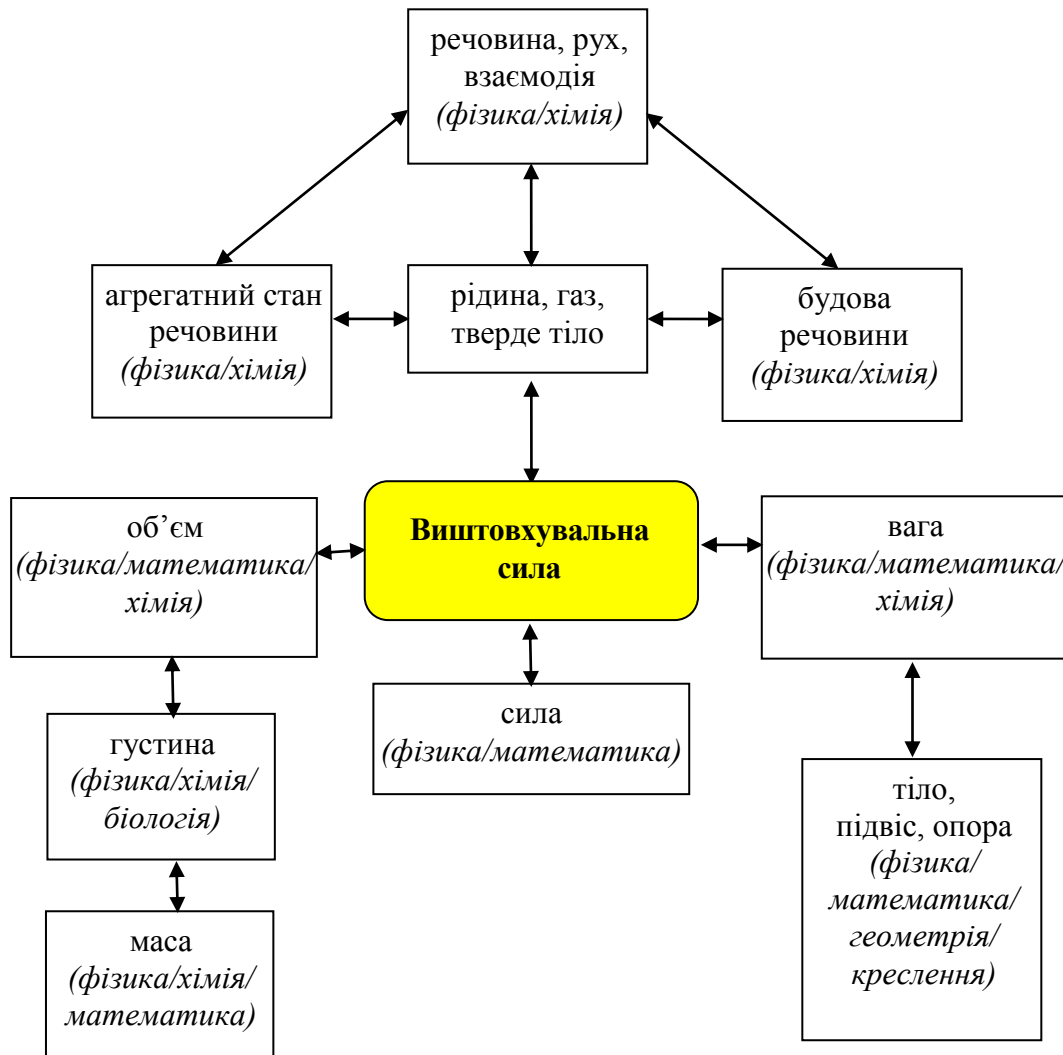 речовина, рух,
взаємодія
(фізика/хімія)
агрегатний стан
речовини
(фізика/хімія)
рідина, газ,
тверде тіло
будова
речовини
(фізика/хімія)
об’єм
(фізика/математика/
хімія)
Виштовхувальна
сила
вага
(фізика/математика/
хімія)
густина
(фізика/хімія/
біологія)
сила
(фізика/математика)
тіло,
підвіс, опора
(фізика/
математика/
геометрія/
креслення)
маса
(фізика/хімія/
математика)